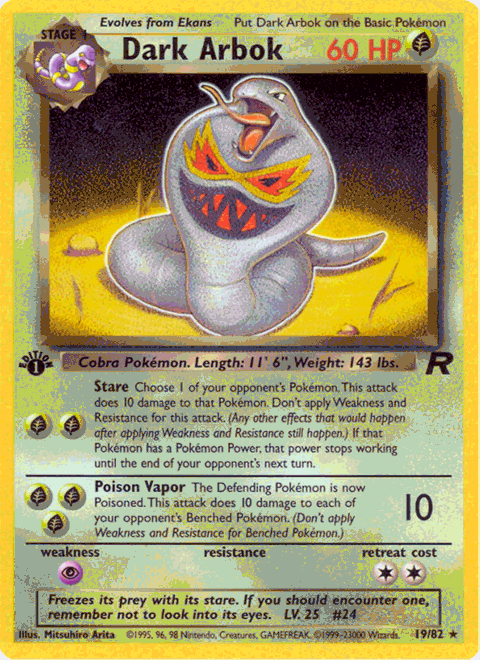 Evolves from Ekans Put Dark Arbok on the Basic Pokémon
STAGE 1
Dark Arbok 60 HP
EDITION
1
Cobra Pokémon. Length: 11' 6", Weight: 143 lbs.
R
Stare Choose 1 of your opponent's Pokémon. This attack
does 10 damage to that Pokémon. Don't apply Weakness and
Resistance for this attack. (Any other effects that would happen
after applying Weakness and Resistance still happen.) If that
Pokémon has a Pokémon Power, that power stops working
until the end of your opponent's next turn.
Poison Vapor The Defending Pokémon is now
Poisoned. This attack does 10 damage to each of
your opponent's Benched Pokémon. (Don't apply
Weakness and Resistance for Benched Pokémon.)
10
weakness resistance retreat cost
Freezes its prey with its stare. If you should encounter one,
remember not to look into its eyes. LV. 25 #24
Illus. Mitsuhiro Arita ©1995, 96, 98 Nintendo, Creatures, GAMEFREAK. ©1999-23000 Wizards. 19/82 ★